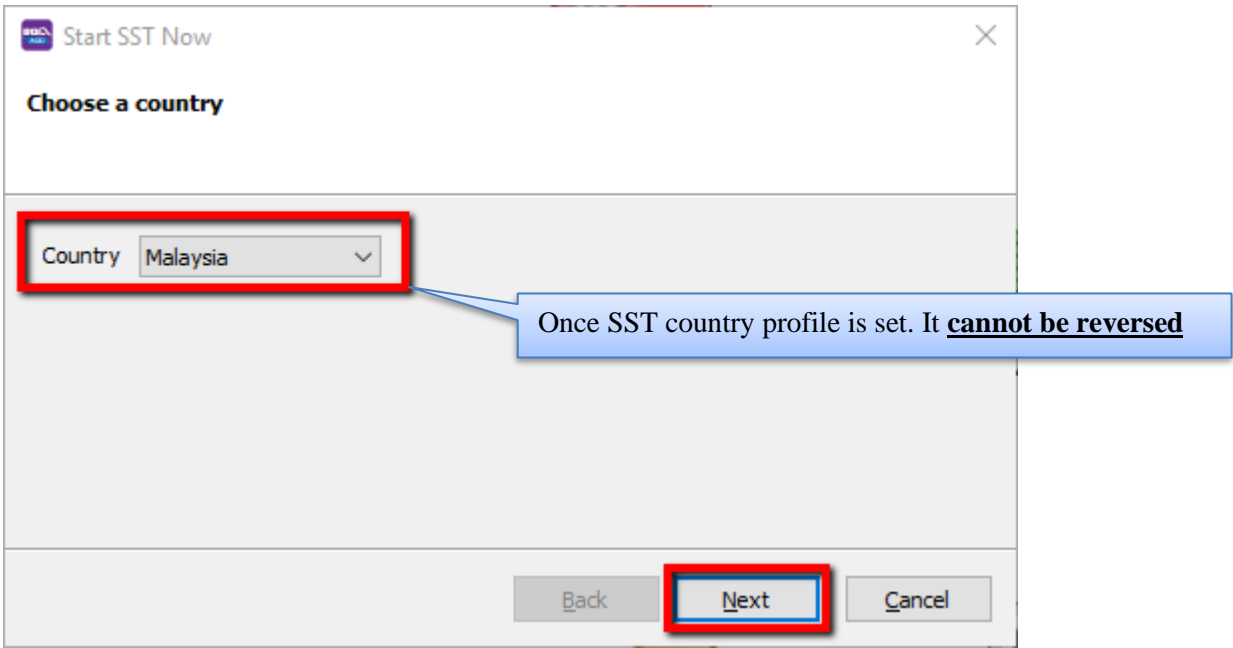 Start SST Now
Choose a country
Country Malaysia
Once SST country profile is set. It cannot be reversed
Back Next Cancel